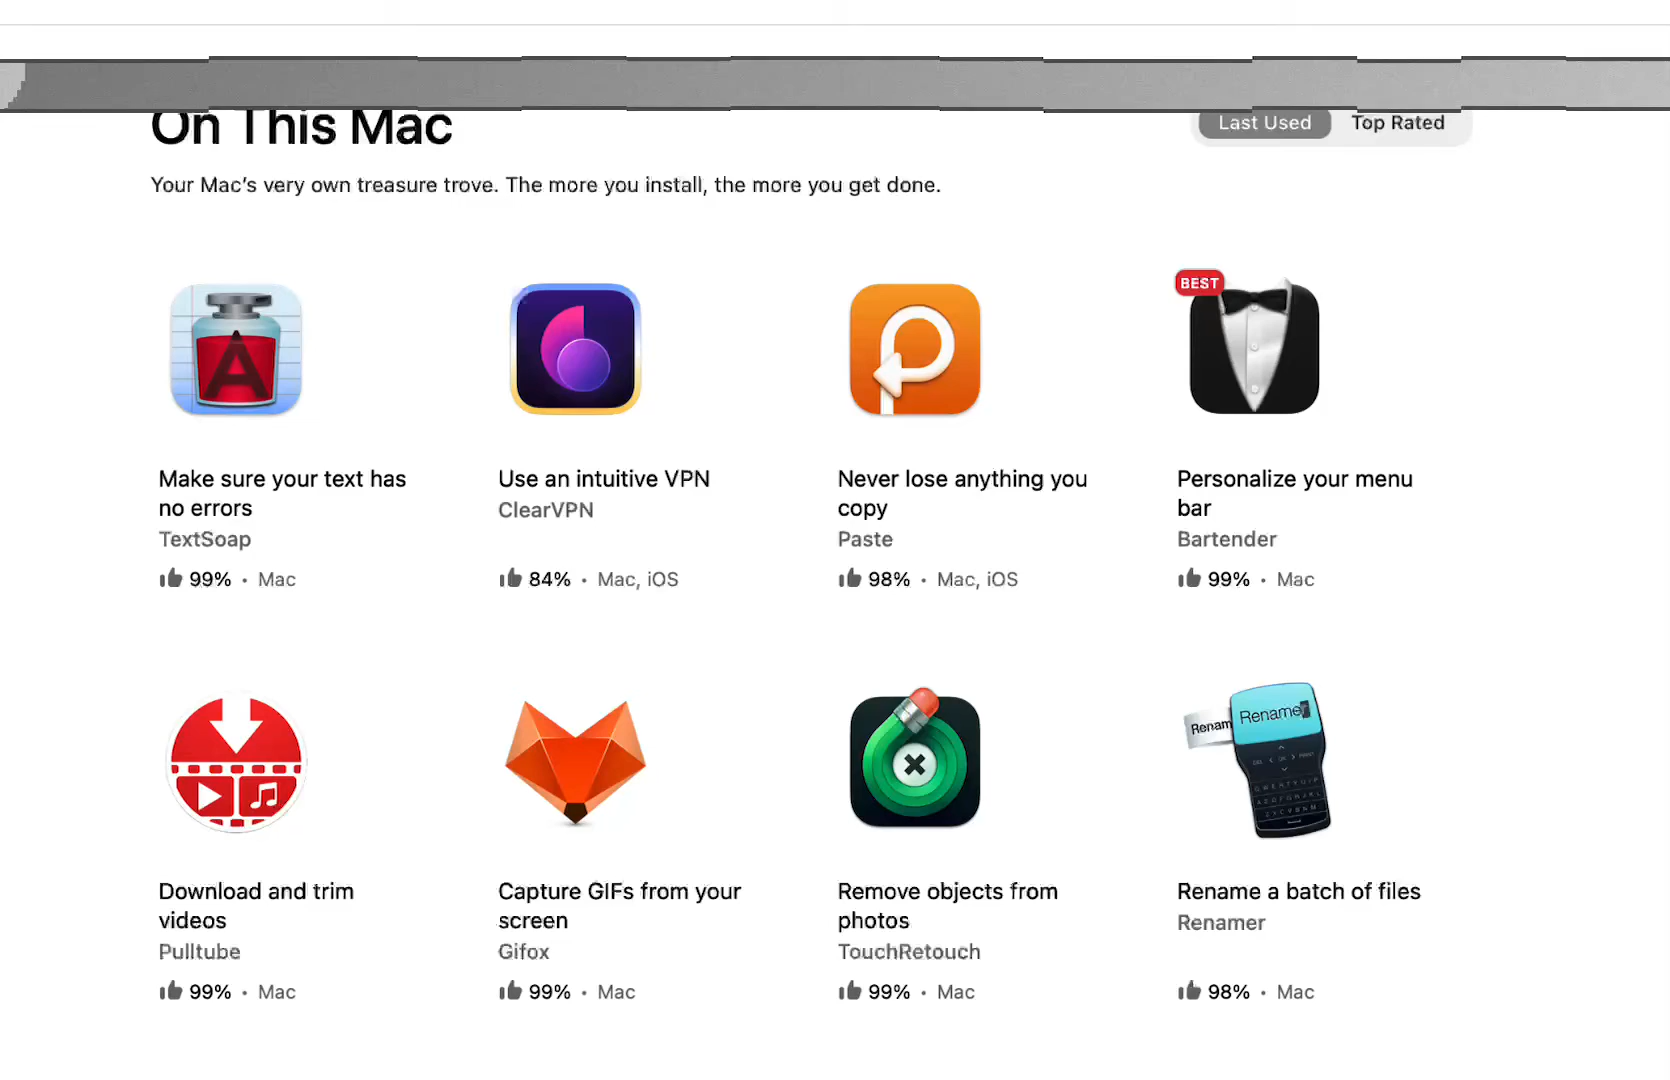 On This Mac
Last Used Top Rated
Your Mac's very own treasure trove. The more you install, the more you get done.
BEST
A
Make sure your text has
no errors
TextSoap
99% • Mac
Use an intuitive VPN
ClearVPN
84% • Mac, iOS
Never lose anything you
copy
Paste
98% • Mac, iOS
Personalize your menu
bar
Bartender
99% • Mac
Renam
Renamer
Download and trim
videos
Pulltube
99% • Mac
Capture GIFs from your
screen
Gifox
99% • Mac
Remove objects from
photos
TouchRetouch
99% • Mac
Rename a batch of files
Renamer
98% • Mac